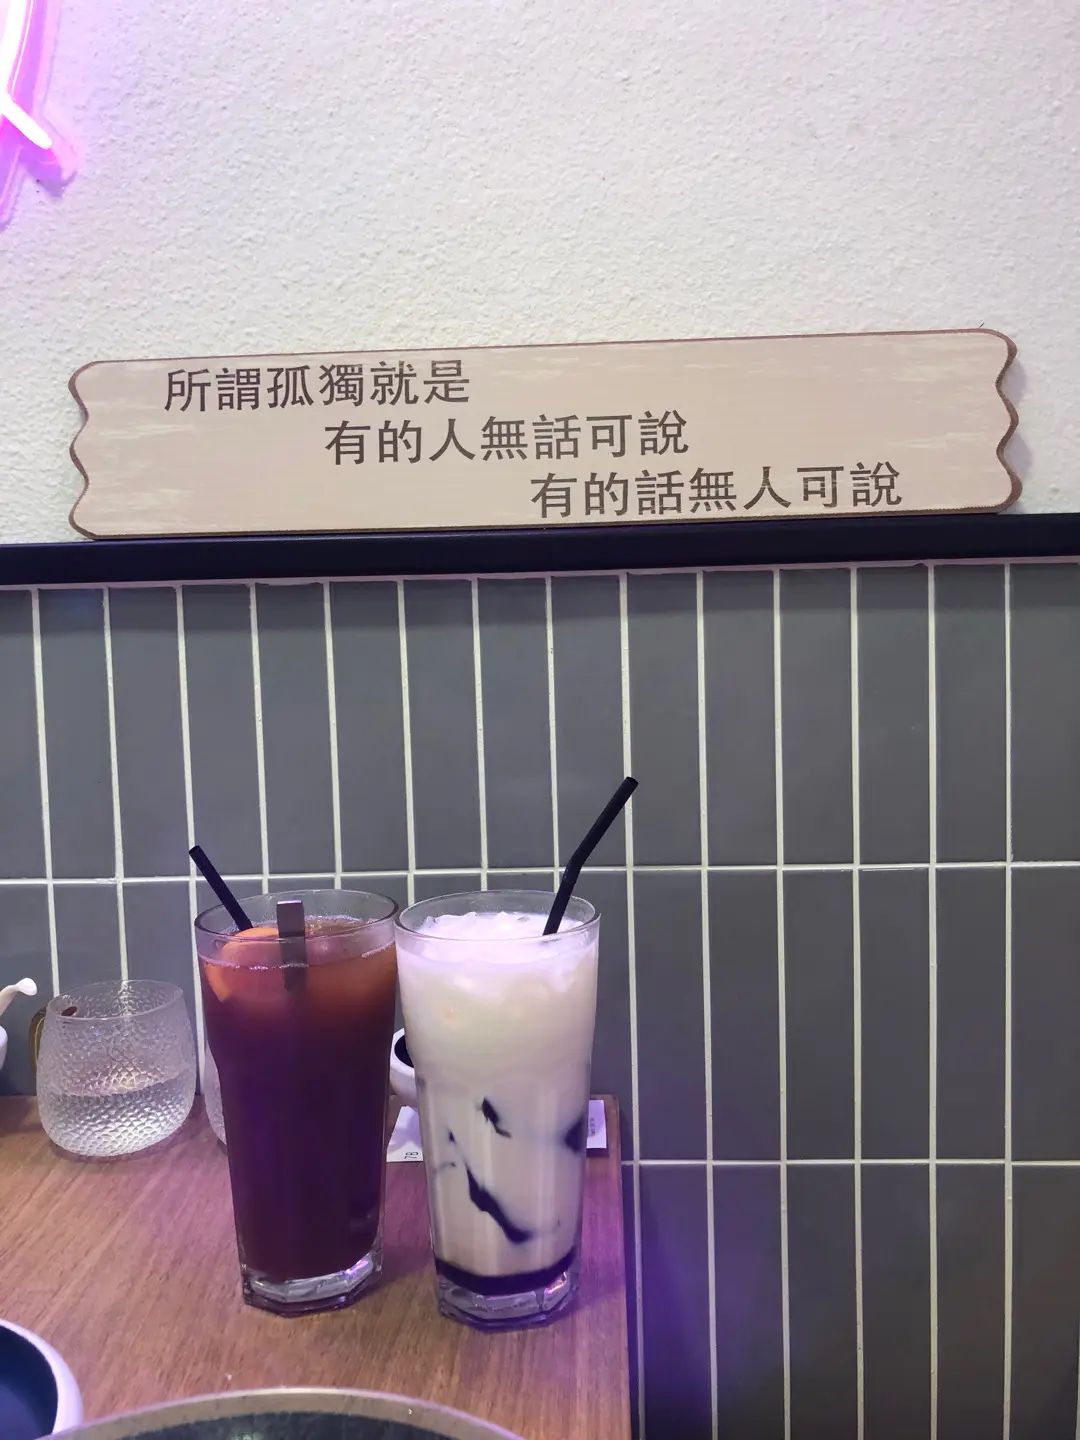 所謂孤獨就是
有的人無話可說
有的話無人可說
78